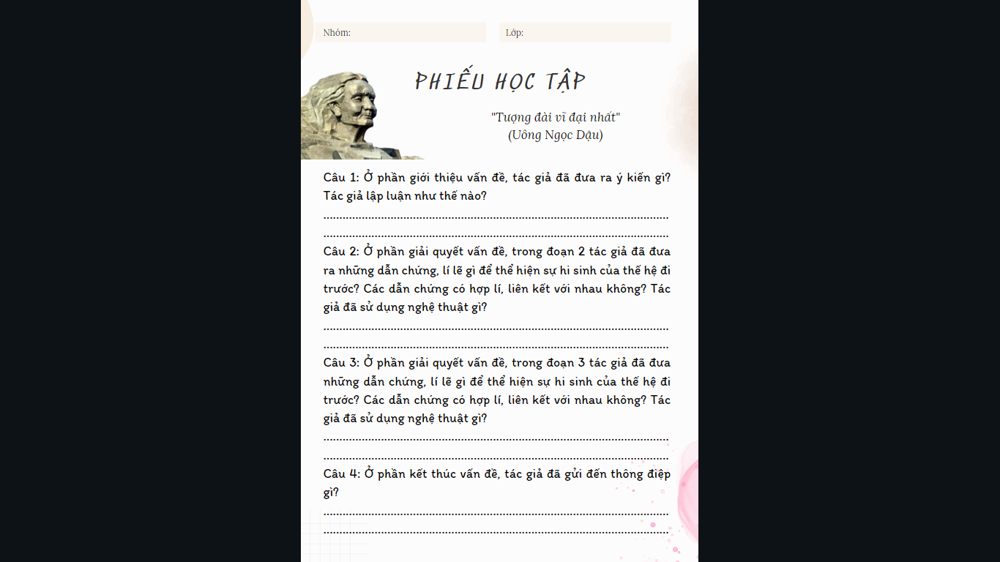 Nhóm:
Lớp:
PHIẾU HỌC TẬP
"Tượng đài vĩ đại nhất"
(Uông Ngọc Dậu)
Câu 1: Ở phần giới thiệu vấn đề, tác giả đã đưa ra ý kiến gì?
Tác giả lập luận như thế nào?
............................................................................................................
............................................................................................................
Câu 2: Ở phần giải quyết vấn đề, trong đoạn 2 tác giả đã đưa
ra những dẫn chứng, lí lẽ gì để thể hiện sự hi sinh của thế hệ đi
trước? Các dẫn chứng có hợp lí, liên kết với nhau không? Tác
giả đã sử dụng nghệ thuật gì?
............................................................................................................
............................................................................................................
Câu 3: Ở phần giải quyết vấn đề, trong đoạn 3 tác giả đã đưa
những dẫn chứng, lí lẽ gì để thể hiện sự hi sinh của thế hệ đi
trước? Các dẫn chứng có hợp lí, liên kết với nhau không? Tác
giả đã sử dụng nghệ thuật gì?
............................................................................................................
............................................................................................................
Câu 4: Ở phần kết thúc vấn đề, tác giả đã gửi đến thông điệp
gì?
............................................................................................................
............................................................................................................